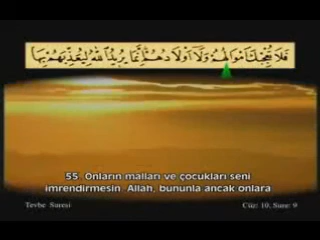 فَلَا تُعْجِبْكَ اَمْوَالُهُمْ وَلَٓا اَوْلَادُهُمْ اِنَّمَا يُر۪يدُ اللّٰهُ لِيُعَذِّبَهُمْ بِهَا
55. Onların malları ve çocukları seni
imrendirmesin. Allah, bununla ancak onlara
Tevbe Suresi
Cüz: 10, Sure: 9